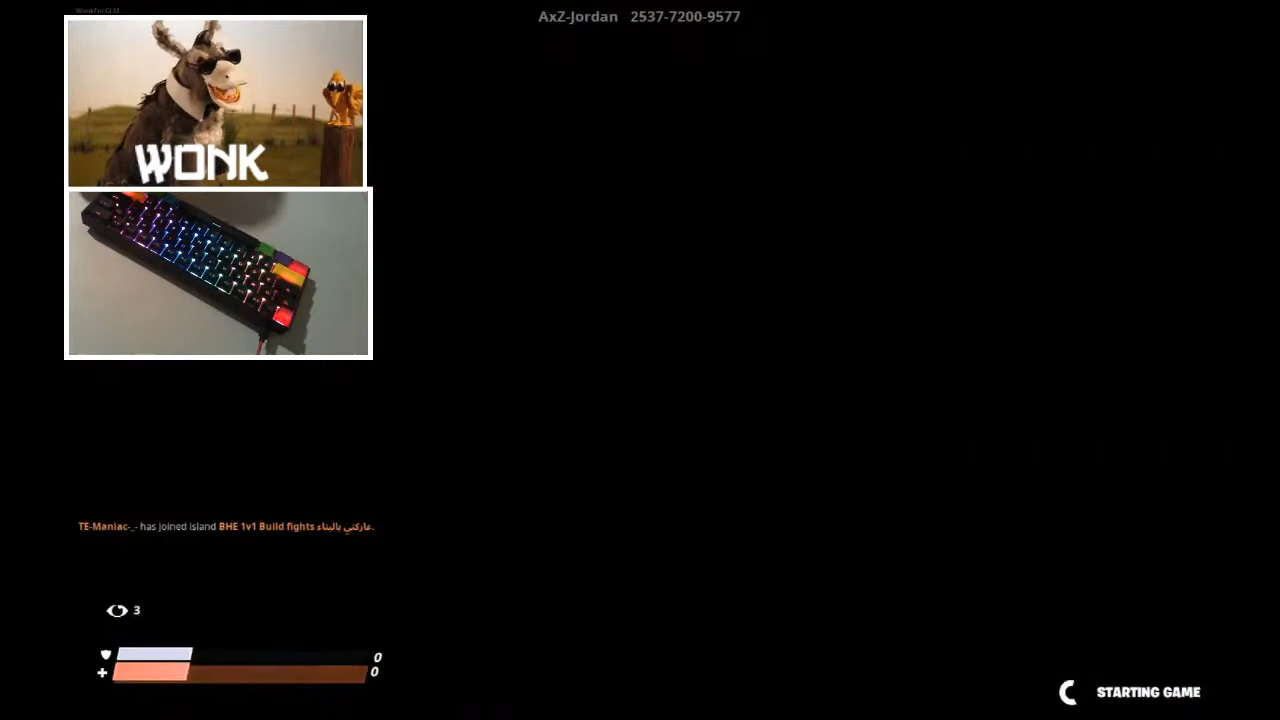 WonkEmGLM
AxZ-Jordan 2537-7200-9577
WONK
TE-Maniac-_- has joined island BHE 1v1 Build fights عاركني بالبناء.
3
0
0
STARTING GAME